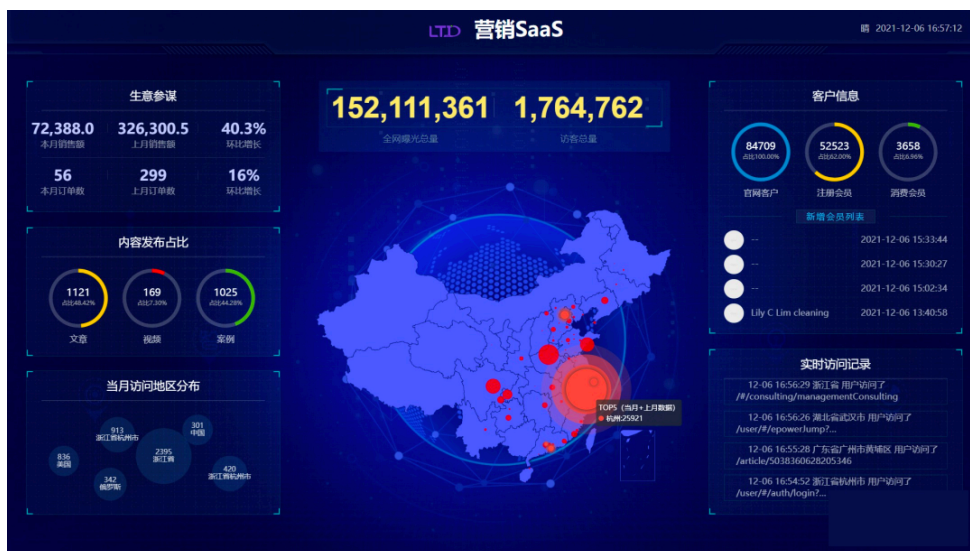 LTD 营销SaaS
晴 2021-12-06 16:57:12
生意参谋
72,388.0 326,300.5 40.3%
本月销售额 上月销售额 环比增长
56 299 16%
本月订单数 上月订单数 环比增长
内容发布占比
1121 169 1025
占比48.42% 占比7.30% 占比44.28%
文章 视频 案例
当月访问地区分布
913
浙江省杭州市
301
中国
836
美国
2395
浙江省
342
俄罗斯
420
浙江省杭州市
152,111,361 1,764,762
全网曝光总量 访客总量
TOP5（当月+上月数据）
杭州:25921
客户信息
84709 52523 3658
占比100.00% 占比62.00% 占比6.96%
官网客户 注册会员 消费会员
新增会员列表
-- 2021-12-06 15:33:44
-- 2021-12-06 15:30:27
-- 2021-12-06 15:02:34
Lily C Lim cleaning 2021-12-06 13:40:58
实时访问记录
12-06 16:56:29 浙江省 用户访问了
/#/consulting/managementConsulting
12-06 16:56:26 湖北省武汉市 用户访问了
/user/#/epowerJump?...
12-06 16:55:28 广东省广州市黄埔区 用户访问了
/article/5038360628205346
12-06 16:54:52 浙江省杭州市 用户访问了
/user/#/auth/login?...